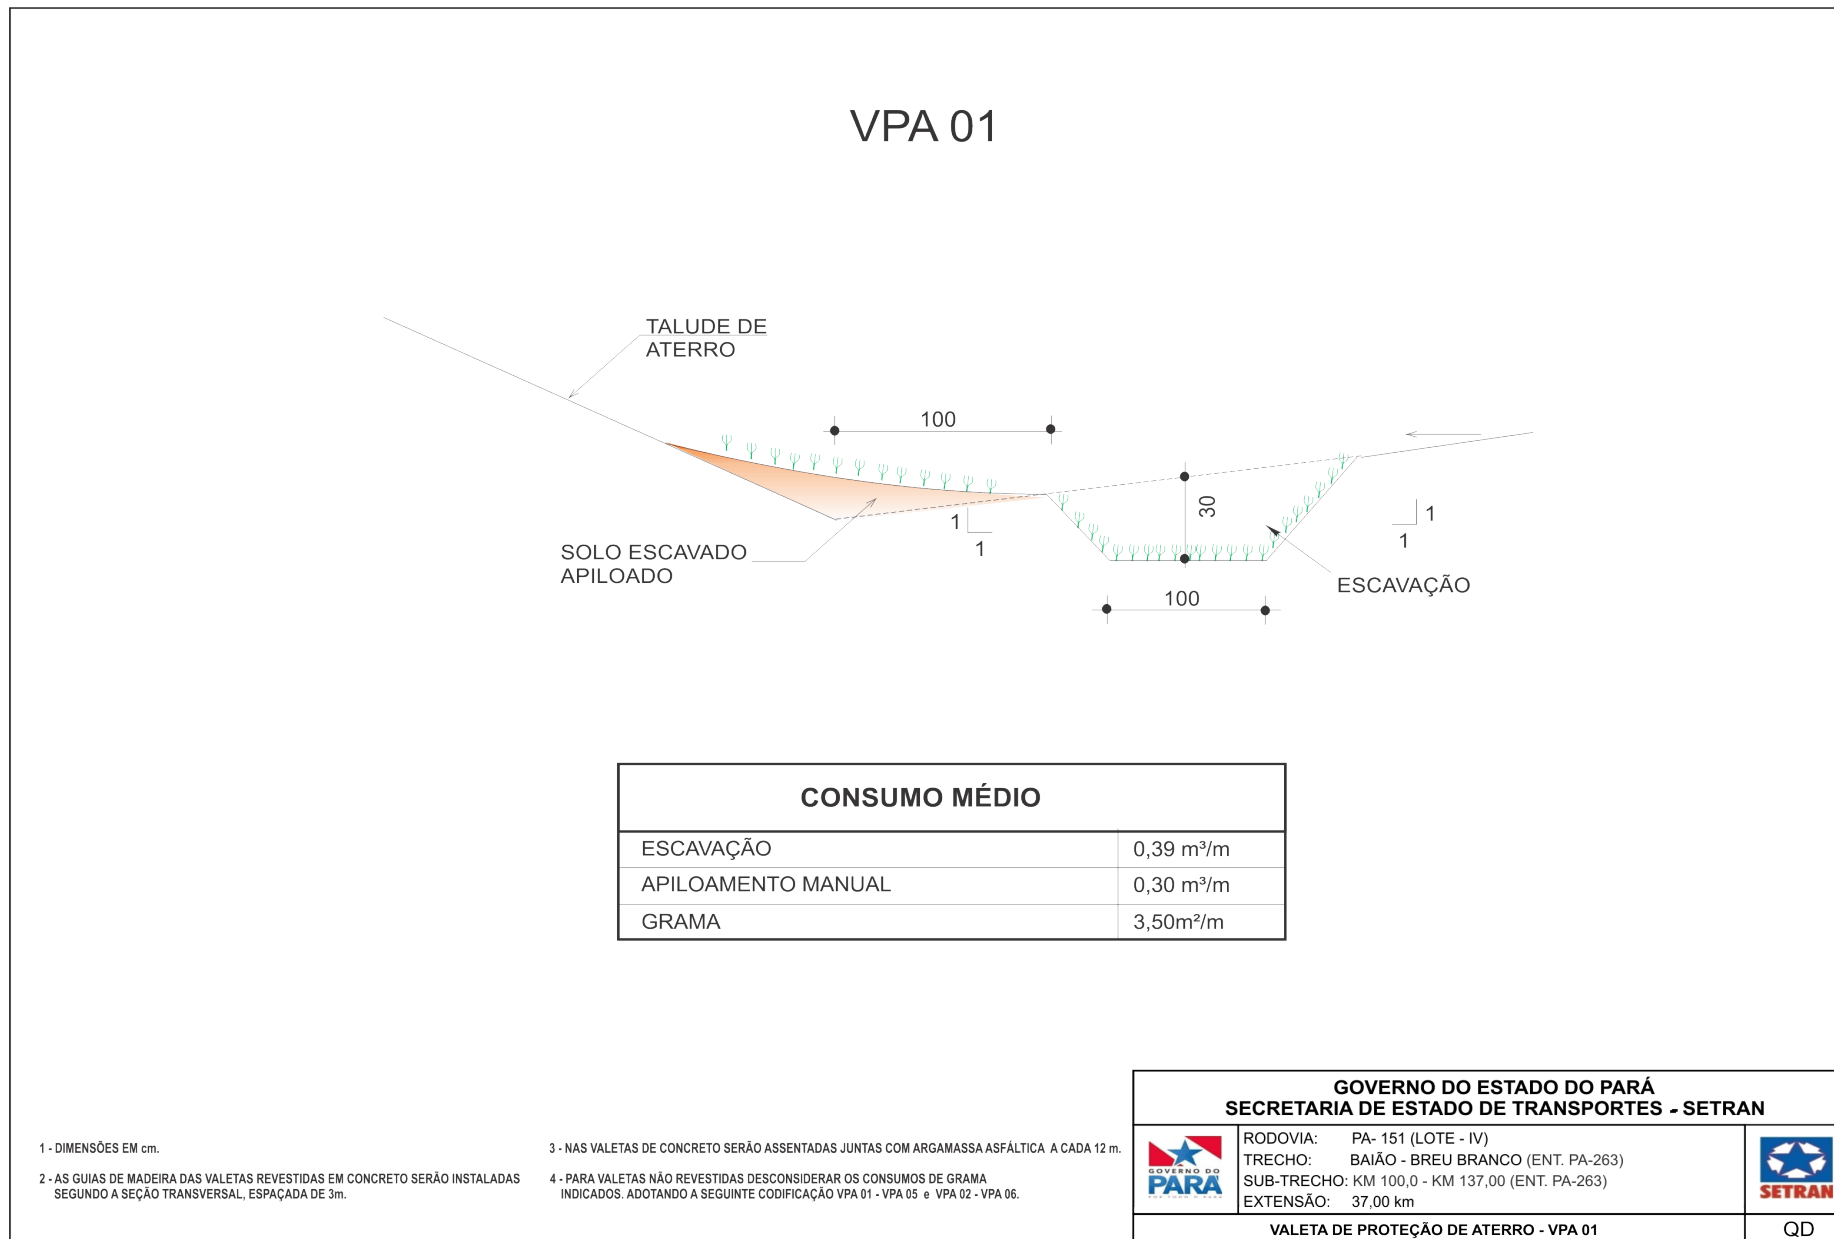 VPA 01
TALUDE DE
ATERRO
100
30
1
1
1
1
SOLO ESCAVADO
APILOADO
ESCAVAÇÃO
100
CONSUMO MÉDIO
ESCAVAÇÃO 0,39 m³/m
APILOAMENTO MANUAL 0,30 m³/m
GRAMA 3,50m²/m
1 - DIMENSÕES EM cm.
2 - AS GUIAS DE MADEIRA DAS VALETAS REVESTIDAS EM CONCRETO SERÃO INSTALADAS
SEGUNDO A SEÇÃO TRANSVERSAL, ESPAÇADA DE 3m.
3 - NAS VALETAS DE CONCRETO SERÃO ASSENTADAS JUNTAS COM ARGAMASSA ASFÁLTICA A CADA 12 m.
4 - PARA VALETAS NÃO REVESTIDAS DESCONSIDERAR OS CONSUMOS DE GRAMA
INDICADOS. ADOTANDO A SEGUINTE CODIFICAÇÃO VPA 01 - VPA 05 e VPA 02 - VPA 06.
GOVERNO DO ESTADO DO PARÁ
SECRETARIA DE ESTADO DE TRANSPORTES - SETRAN
GOVERNO DO
PARÁ
RODOVIA: PA- 151 (LOTE - IV)
TRECHO: BAIÃO - BREU BRANCO (ENT. PA-263)
SUB-TRECHO: KM 100,0 - KM 137,00 (ENT. PA-263)
EXTENSÃO: 37,00 km
SETRAN
VALETA DE PROTEÇÃO DE ATERRO - VPA 01
QD